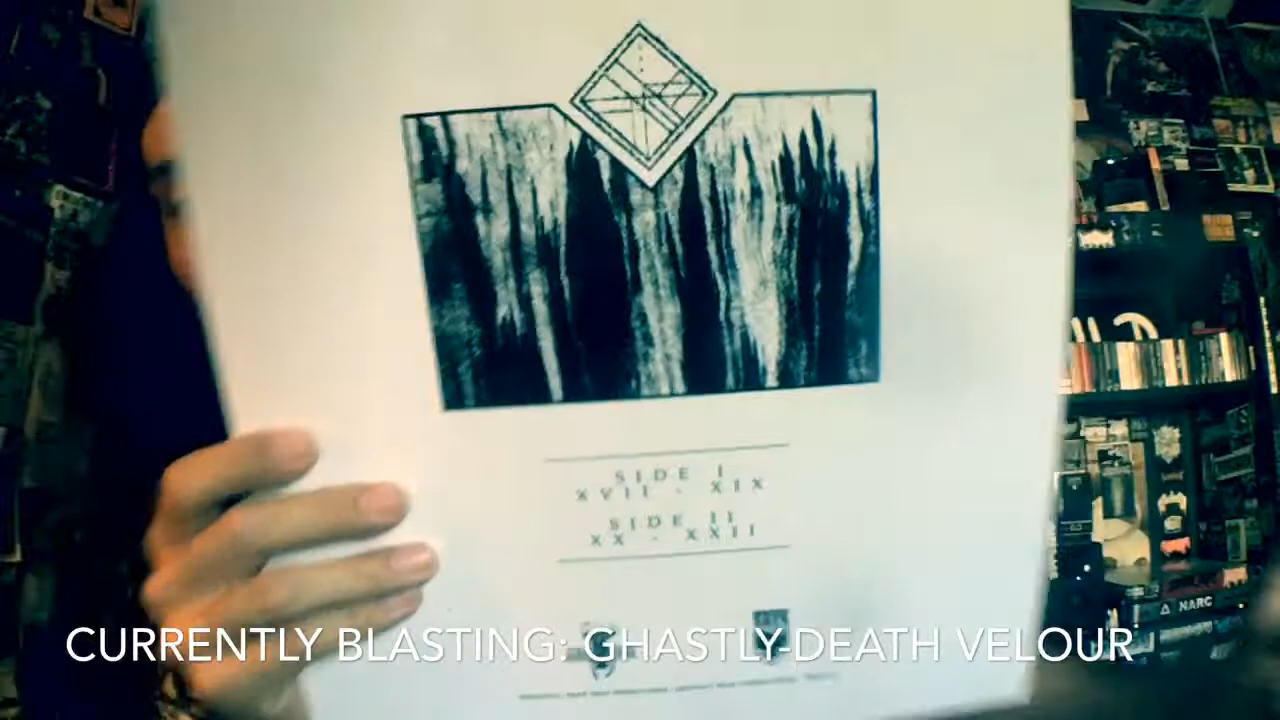 SIDE I
XVII - XIX
SIDE II
XX - XXII
NARC
CURRENTLY BLASTING: GHASTLY-DEATH VELOUR